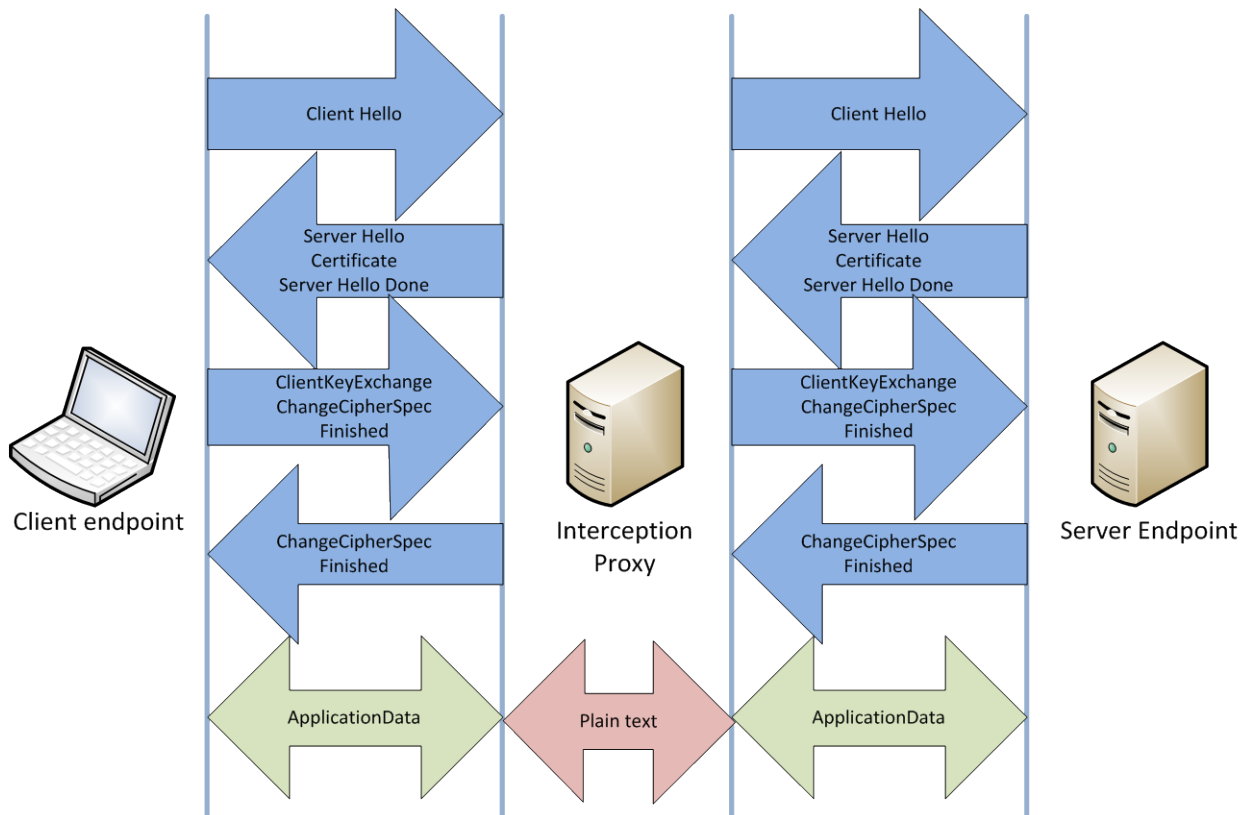 Client Hello
Client Hello
Server Hello
Certificate
Server Hello Done
Server Hello
Certificate
Server Hello Done
ClientKeyExchange
ChangeCipherSpec
Finished
ClientKeyExchange
ChangeCipherSpec
Finished
Client endpoint
Interception
Proxy
Server Endpoint
ChangeCipherSpec
Finished
ChangeCipherSpec
Finished
ApplicationData
Plain text
ApplicationData